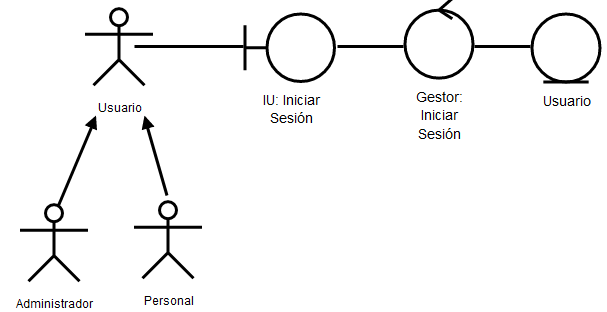 Usuario
IU: Iniciar
Sesión
Gestor:
Iniciar
Sesión
Usuario
Administrador
Personal